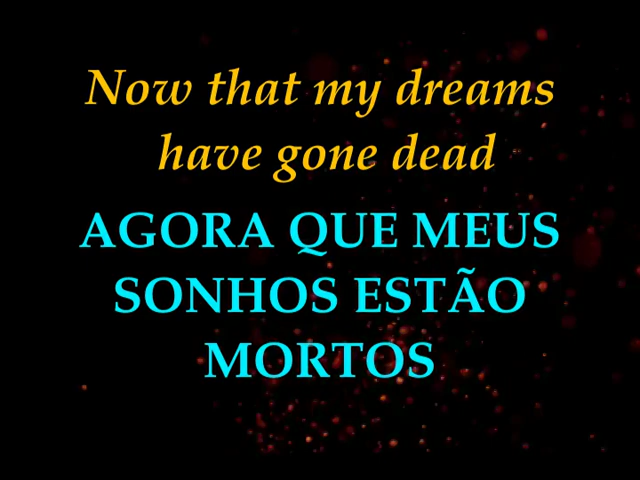 Now that my dreams
have gone dead
AGORA QUE MEUS
SONHOS ESTÃO
MORTOS